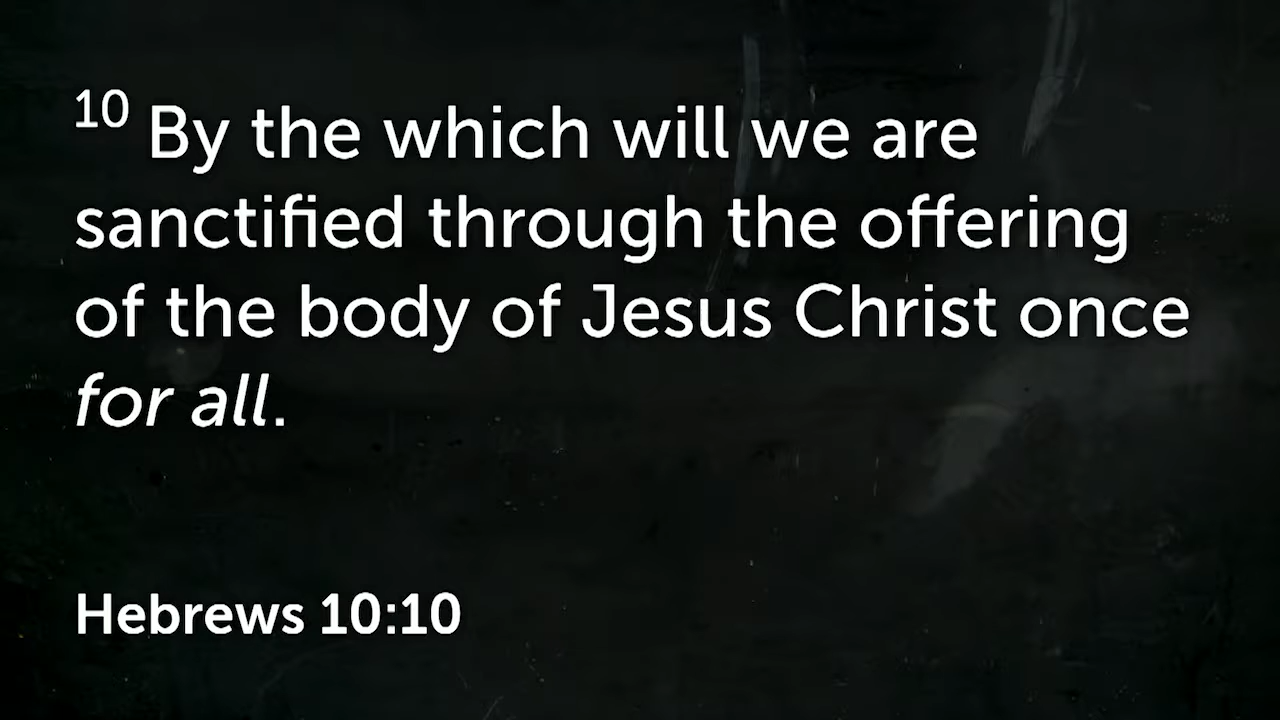 10 By the which will we are
sanctified through the offering
of the body of Jesus Christ once
for all.
Hebrews 10:10